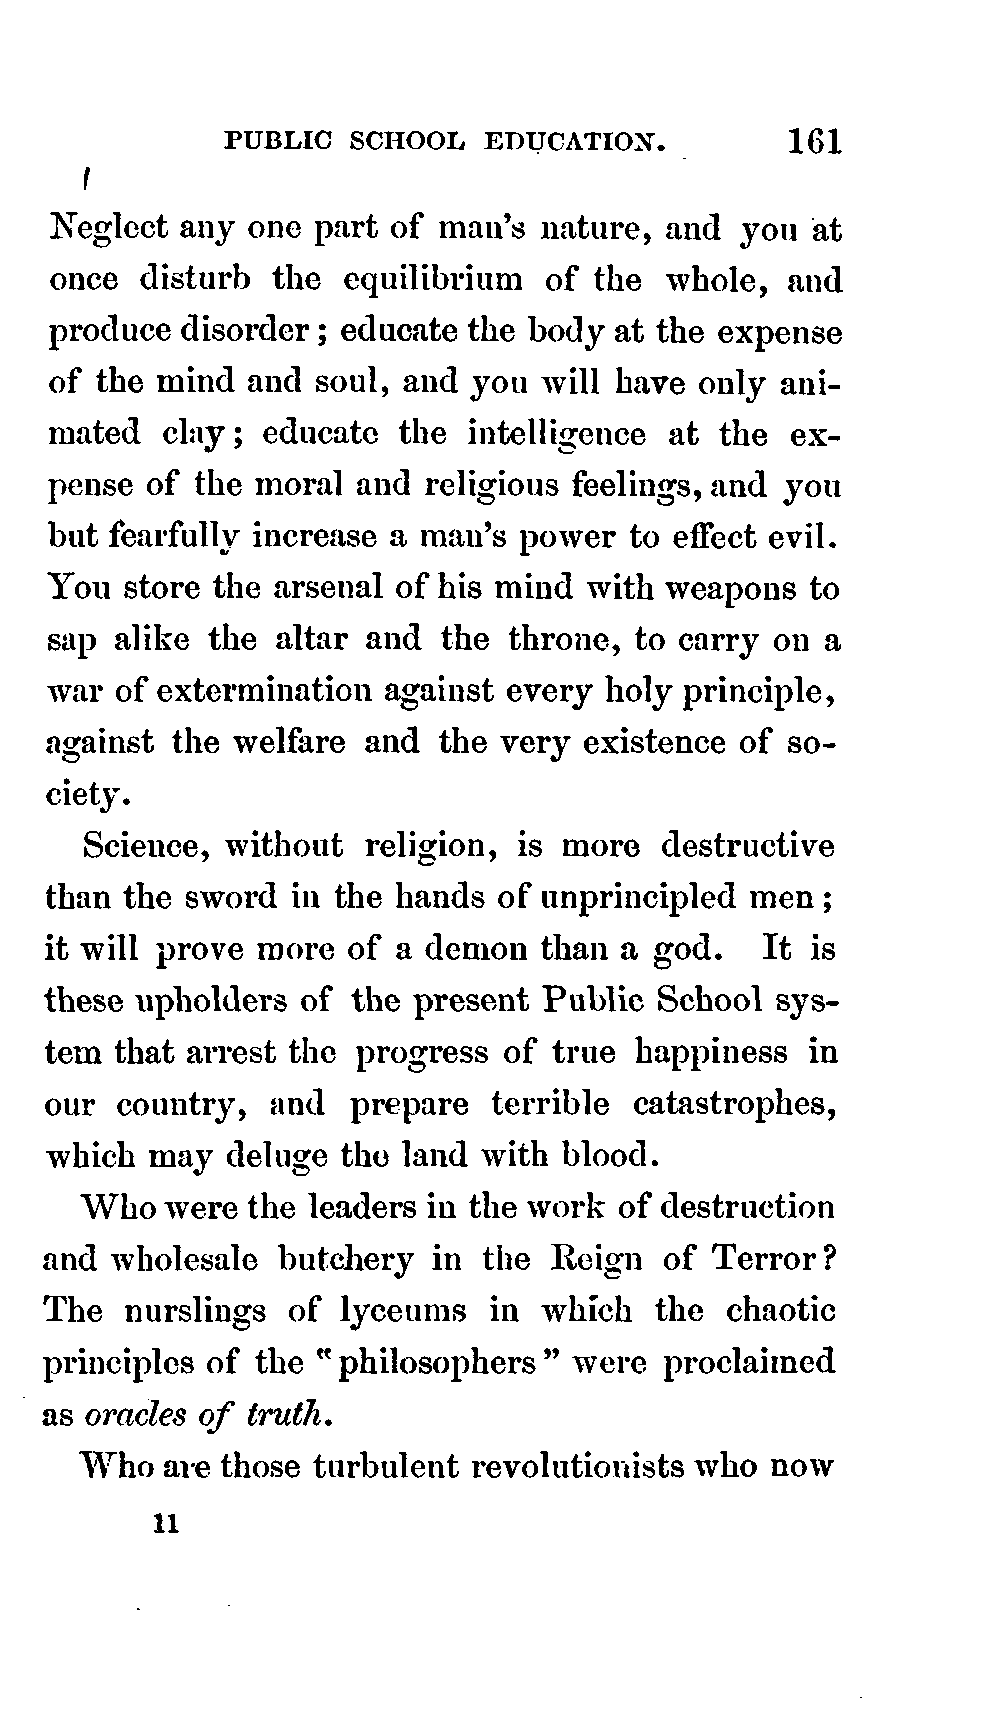 PUBLIC SCHOOL EDUCATION. 161
Neglect any one part of man's nature, and you at
once disturb the equilibrium of the whole, and
produce disorder; educate the body at the expense
of the mind and soul, and you will have only ani-
mated clay; educate the intelligence at the ex-
pense of the moral and religious feelings, and you
but fearfully increase a man's power to effect evil.
You store the arsenal of his mind with weapons to
sap alike the altar and the throne, to carry on a
war of extermination against every holy principle,
against the welfare and the very existence of so-
ciety.
Science, without religion, is more destructive
than the sword in the hands of unprincipled men;
it will prove more of a demon than a god. It is
these upholders of the present Public School sys-
tem that arrest the progress of true happiness in
our country, and prepare terrible catastrophes,
which may deluge the land with blood.
Who were the leaders in the work of destruction
and wholesale butchery in the Reign of Terror?
The nurslings of lyceums in which the chaotic
principles of the "philosophers" were proclaimed
as oracles of truth.
Who are those turbulent revolutionists who now
11